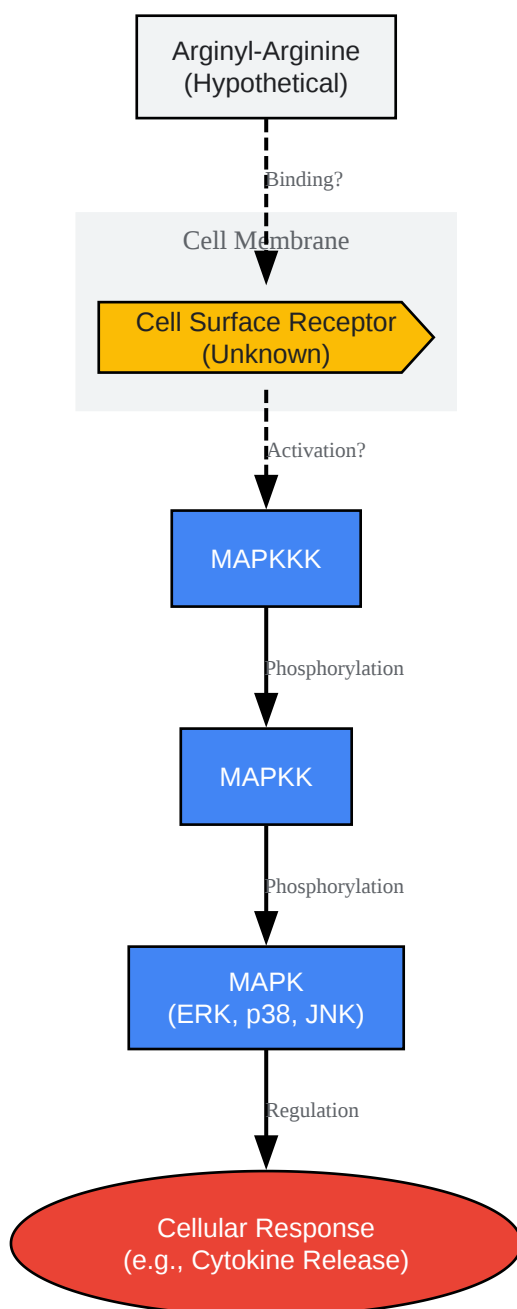 Arginyl-Arginine
(Hypothetical)
Binding?
Cell Membrane
Cell Surface Receptor
(Unknown)
Activation?
MAPKKK
Phosphorylation
MAPKK
Phosphorylation
MAPK
(ERK, p38, JNK)
Regulation
Cellular Response
(e.g., Cytokine Release)